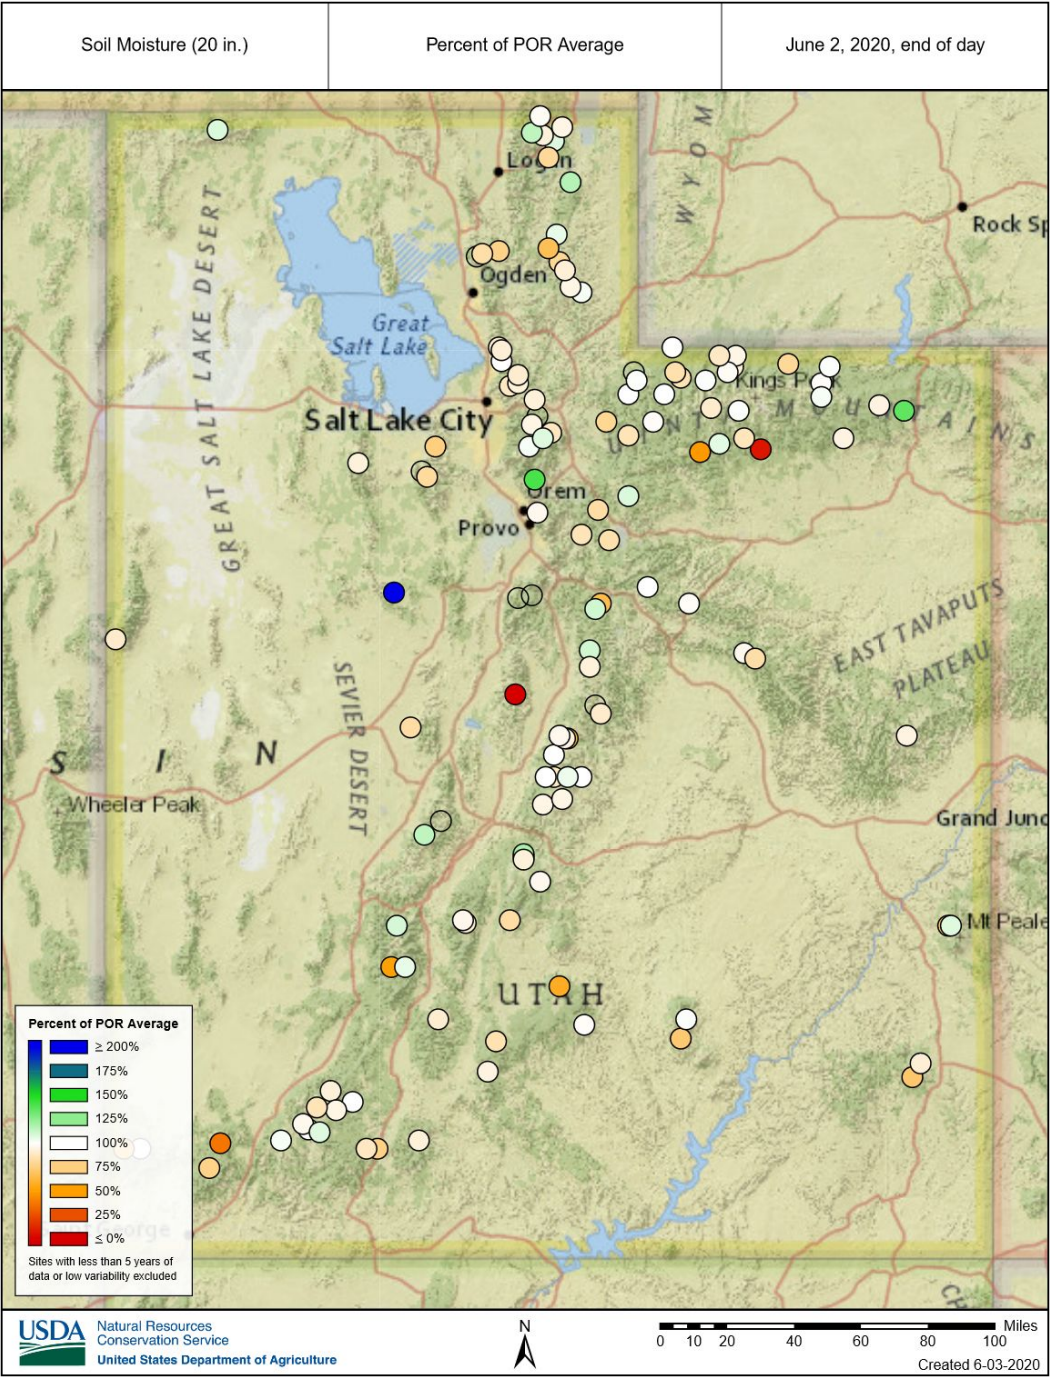 Soil Moisture (20 in.)
Percent of POR Average
June 2, 2020, end of day
WYOM
Logan
Rock Sp
GREAT SALT LAKE DESERT
Ogden
Great
Salt Lake
Kings Peak
UINTA MOUNTAINS
Salt Lake City
Orem
Provo
EAST TAVAPUTS
PLATEAU
SEVIER DESERT
S I N
Wheeler Peak
Grand Junc
Mt Peale
UTAH
Percent of POR Average
≥ 200%
175%
150%
125%
100%
75%
50%
25%
≤ 0%
Sites with less than 5 years of
data or low variability excluded
Saint George
CH
USDA
Natural Resources
Conservation Service
United States Department of Agriculture
N
Miles
0 10 20 40 60 80 100
Created 6-03-2020